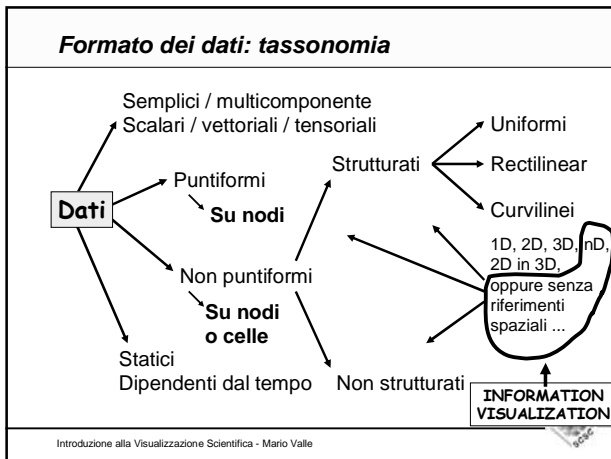 Formato dei dati: tassonomia
Semplici / multicomponente
Scalari / vettoriali / tensoriali
Dati
Puntiformi
Su nodi
Non puntiformi
Su nodi
o celle
Statici
Dipendenti dal tempo
Strutturati
Non strutturati
Uniformi
Rectilinear
Curvilinei
1D, 2D, 3D, nD,
2D in 3D,
oppure senza
riferimenti
spaziali ...
INFORMATION
VISUALIZATION
Introduzione alla Visualizzazione Scientifica - Mario Valle
SCSC